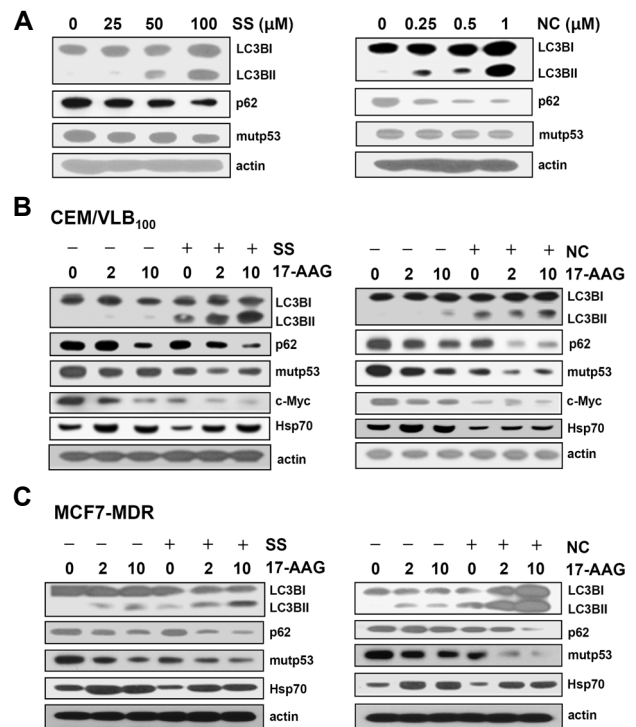 A
0 25 50 100 SS (µM)
LC3BI
LC3BII
p62
mutp53
actin
0 0.25 0.5 1 NC (µM)
LC3BI
LC3BII
p62
mutp53
actin
B
CEM/VLB100
– – – + + + SS
0 2 10 0 2 10 17-AAG
LC3BI
LC3BII
p62
mutp53
c-Myc
Hsp70
actin
– – – + + + NC
0 2 10 0 2 10 17-AAG
LC3BI
LC3BII
p62
mutp53
c-Myc
Hsp70
actin
C
MCF7-MDR
– – – + + + SS
0 2 10 0 2 10 17-AAG
LC3BI
LC3BII
p62
mutp53
Hsp70
actin
– – – + + + NC
0 2 10 0 2 10 17-AAG
LC3BI
LC3BII
p62
mutp53
Hsp70
actin